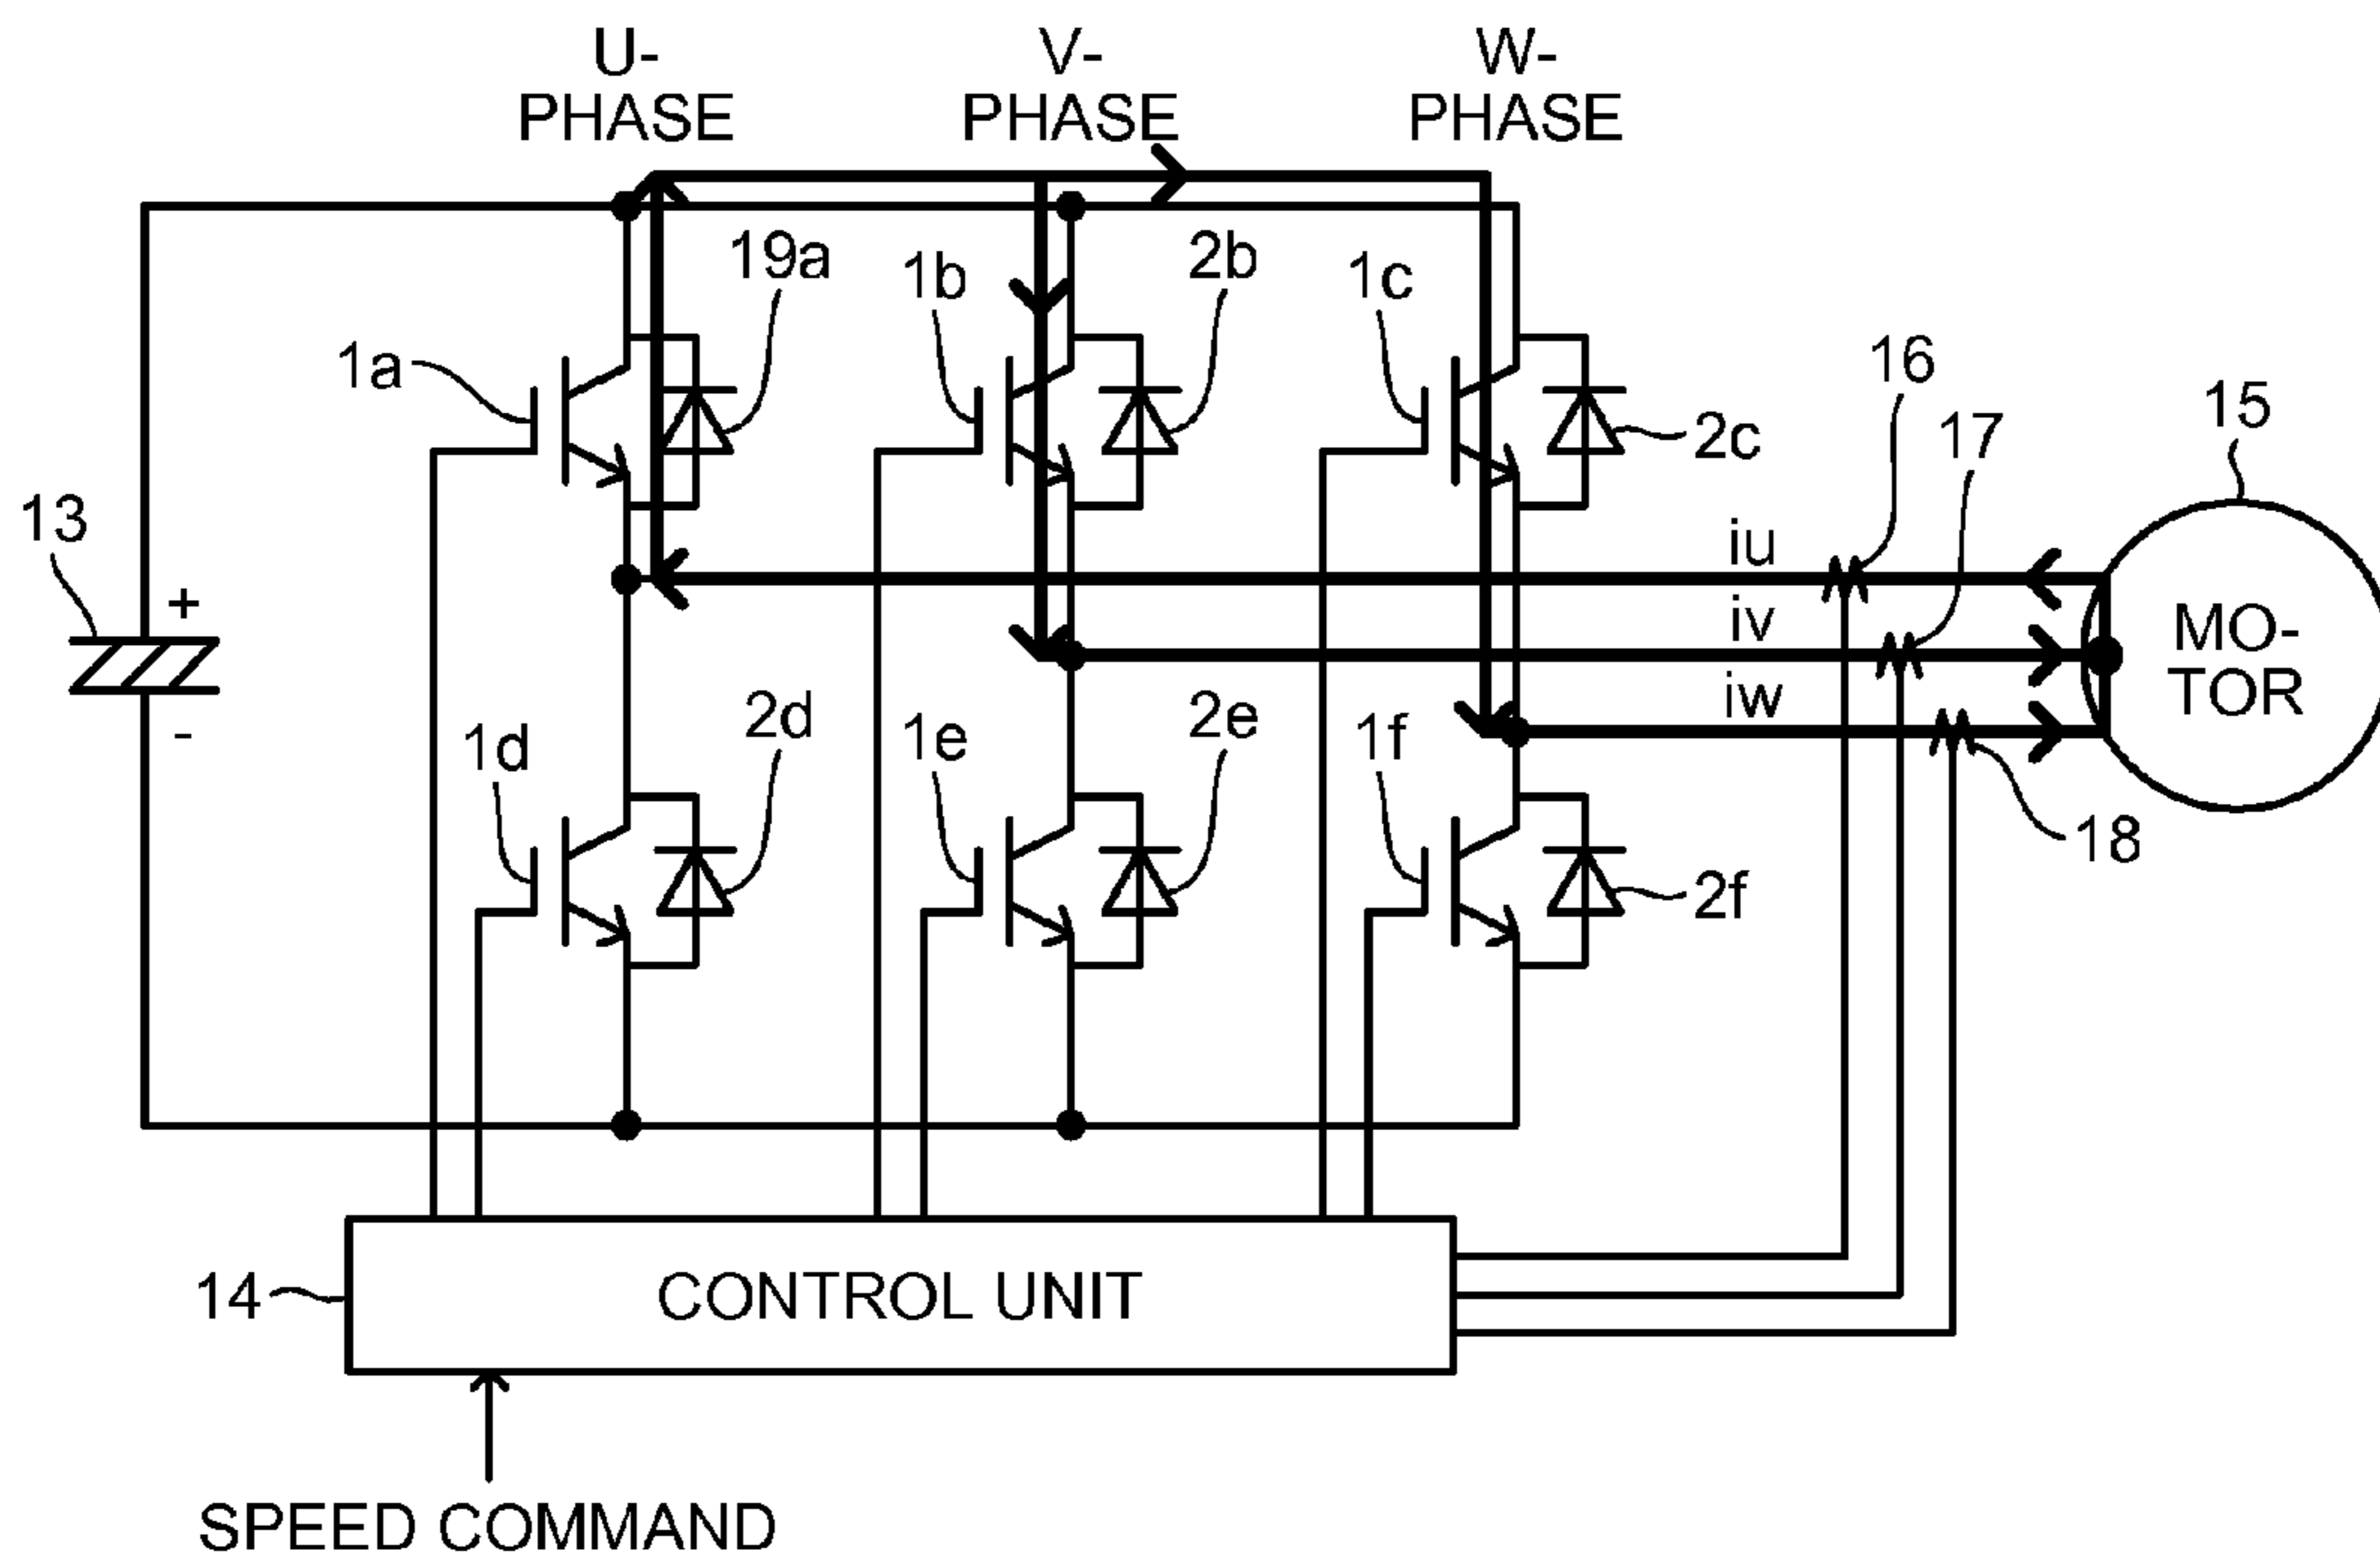 U-
PHASE
V-
PHASE
W-
PHASE
19a
1b
2b
1c
1a
16
15
17
2c
13
+
-
iu
iv
iw
MO-
TOR
1d
2d
1e
2e
1f
2f
18
14
CONTROL UNIT
SPEED COMMAND